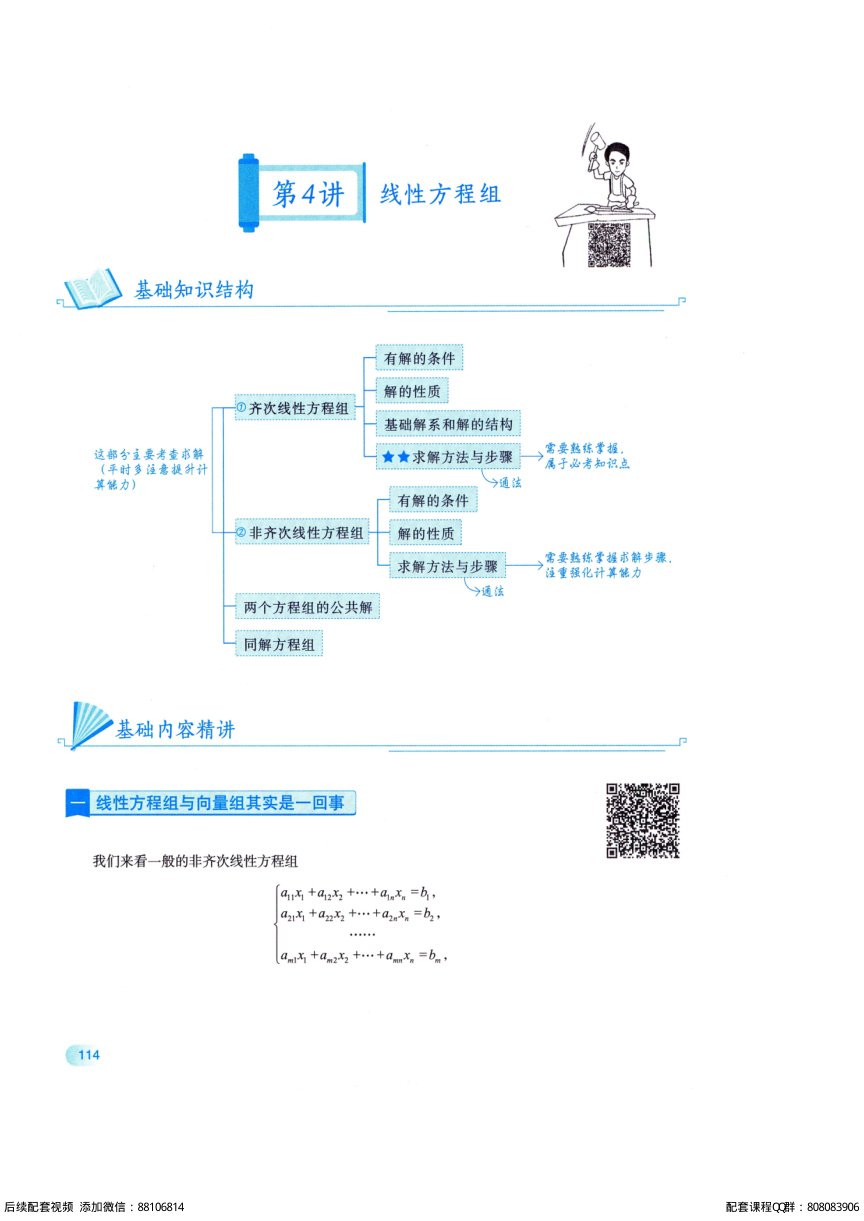 第4讲 线性方程组
基础知识结构
有解的条件
解的性质
①齐次线性方程组
基础解系和解的结构
★★求解方法与步骤
需要熟练掌握，
属于必考知识点
通法
这部分主要考查求解
（平时多注意提升计
算能力）
有解的条件
②非齐次线性方程组
解的性质
求解方法与步骤
需要熟练掌握求解步骤，
注重强化计算能力
通法
两个方程组的公共解
同解方程组
基础内容精讲
一 线性方程组与向量组其实是一回事
我们来看一般的非齐次线性方程组
a₁₁x₁+a₁₂x₂+⋯+a₁ₙxₙ=b₁,
a₂₁x₁+a₂₂x₂+⋯+a₂ₙxₙ=b₂,
⋯⋯
aₘ₁x₁+aₘ₂x₂+⋯+aₘₙxₙ=bₘ,
114
后续配套视频 添加微信：88106814
配套课程QQ群：808083906